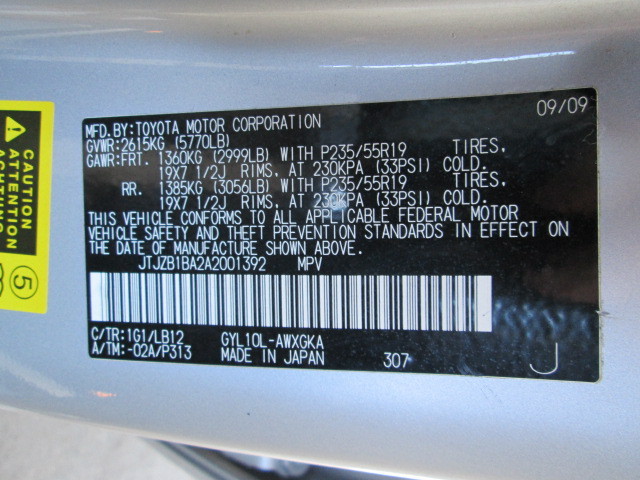 09/09
MFD.BY:TOYOTA MOTOR CORPORATION
GVWR:2615KG (5770LB)
GAWR:FRT. 1360KG (2999LB) WITH P235/55R19 TIRES,
19X7 1/2J RIMS, AT 230KPA (33PSI) COLD.
RR. 1385KG (3056LB) WITH P235/55R19 TIRES,
19X7 1/2J RIMS, AT 230KPA (33PSI) COLD.
THIS VEHICLE CONFORMS TO ALL APPLICABLE FEDERAL MOTOR
VEHICLE SAFETY AND THEFT PREVENTION STANDARDS IN EFFECT ON
THE DATE OF MANUFACTURE SHOWN ABOVE.
JTJZB1BA2A2001392 MPV
C/TR:1G1/LB12 GYL10L-AWXGKA
A/TM:-02A/P313 MADE IN JAPAN 307 J
CAUTION
ATTENTION
5